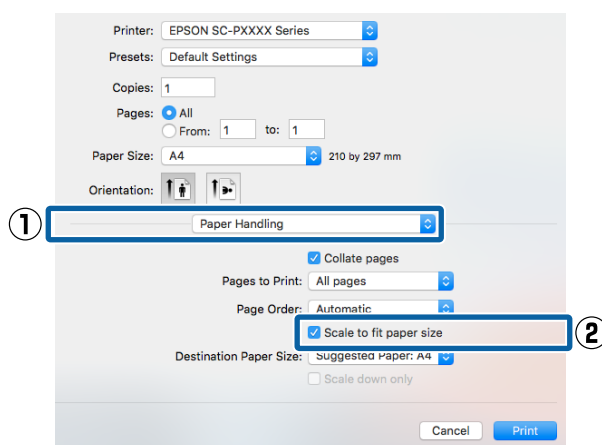 Printer: EPSON SC-PXXXX Series
Presets: Default Settings
Copies: 1
Pages: All
From: 1 to: 1
Paper Size: A4 210 by 297 mm
Orientation:
1 Paper Handling
Collate pages
Pages to Print: All pages
Page Order: Automatic
Scale to fit paper size 2
Destination Paper Size: Suggested Paper: A4
Scale down only
Cancel Print